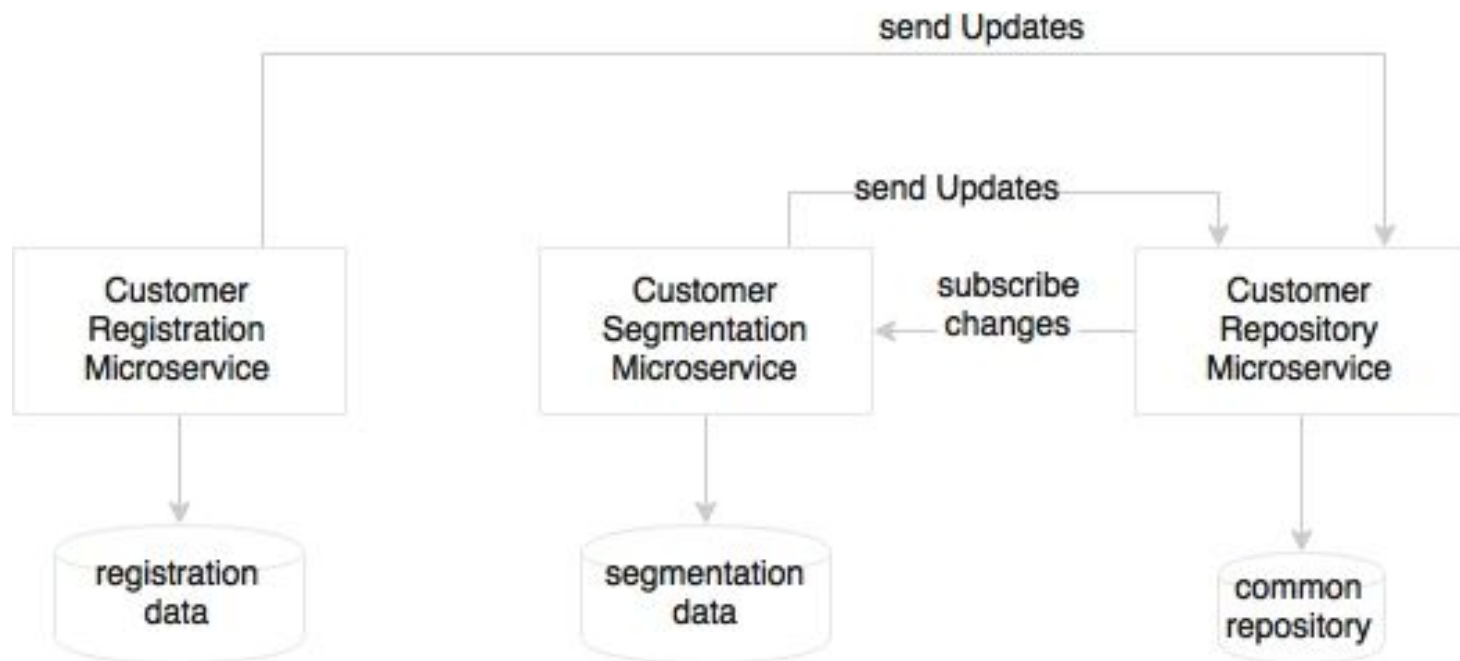 send Updates
send Updates
Customer
Registration
Microservice
Customer
Segmentation
Microservice
subscribe
changes
Customer
Repository
Microservice
registration
data
segmentation
data
common
repository